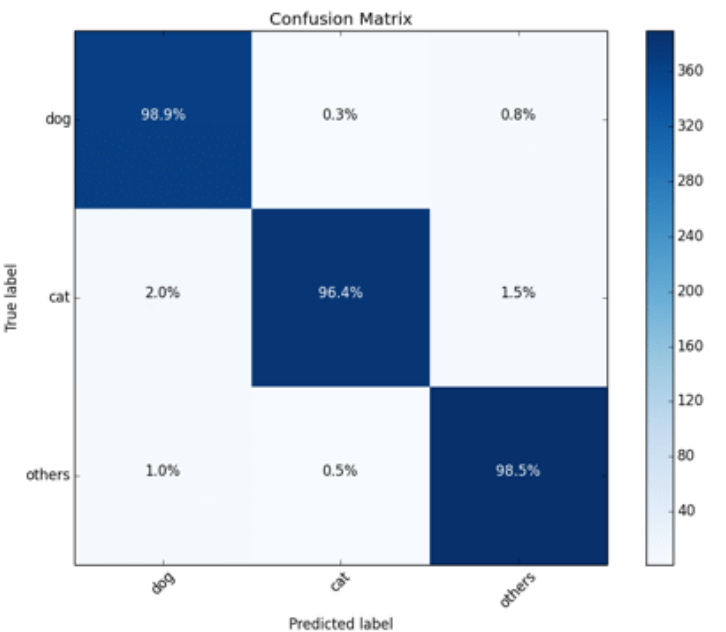 Confusion Matrix
dog 98.9% 0.3% 0.8%
cat 2.0% 96.4% 1.5%
others 1.0% 0.5% 98.5%
dog cat others
True label
Predicted label
360
320
280
240
200
160
120
80
40